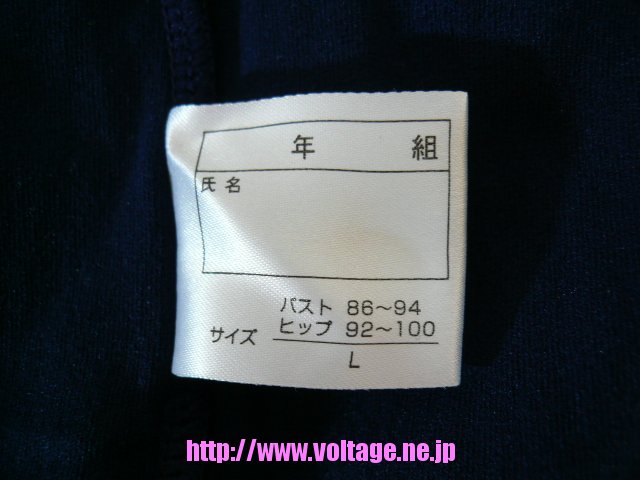 年 組
氏名
バスト 86～94
サイズ ヒップ 92～100
L
http://www.voltage.ne.jp